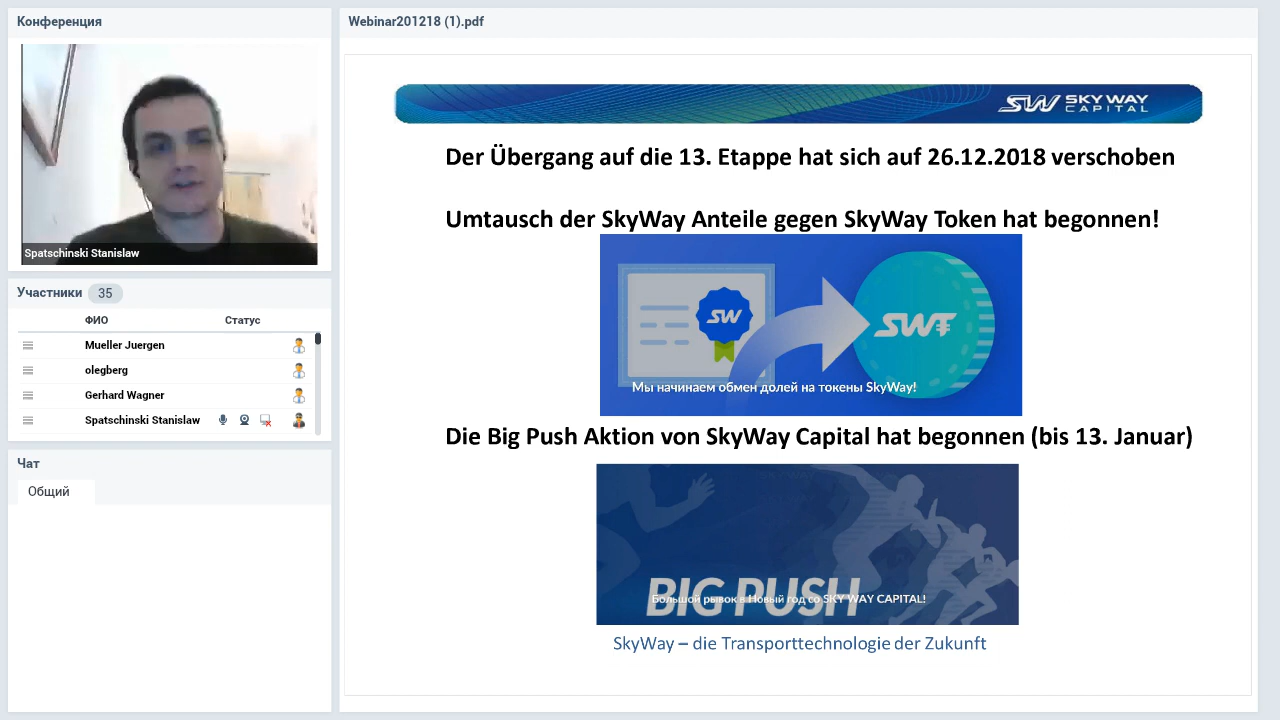 Конференция
Spatschinski Stanislaw
Участники 35
ФИО Статус
Mueller Juergen
olegberg
Gerhard Wagner
Spatschinski Stanislaw
Чат
Общий
Webinar201218 (1).pdf
SW SKY WAY CAPITAL
Der Übergang auf die 13. Etappe hat sich auf 26.12.2018 verschoben
Umtausch der SkyWay Anteile gegen SkyWay Token hat begonnen!
SW
SWT
Мы начинаем обмен долей на токены SkyWay!
Die Big Push Aktion von SkyWay Capital hat begonnen (bis 13. Januar)
BIG PUSH
Большой рывок в Новый год со SKY WAY CAPITAL!
SkyWay – die Transporttechnologie der Zukunft